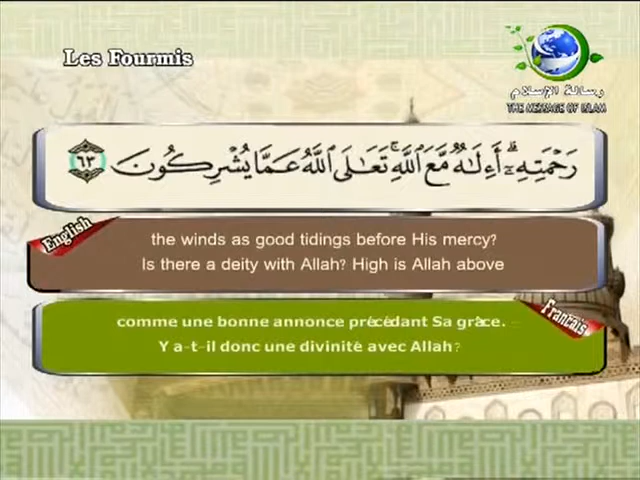 Les Fourmis
رسالة الإسلام
THE MESSAGE OF ISLAM
رَحْمَتِهِۦٓۗ أَءِلَٰهٌ مَّعَ ٱللَّهِۚ تَعَٰلَى ٱللَّهُ عَمَّا يُشْرِكُونَ ٦٣
English
the winds as good tidings before His mercy?
Is there a deity with Allah? High is Allah above
Francais
comme une bonne annonce précédant Sa grâce.
Y a-t-il donc une divinité avec Allah?